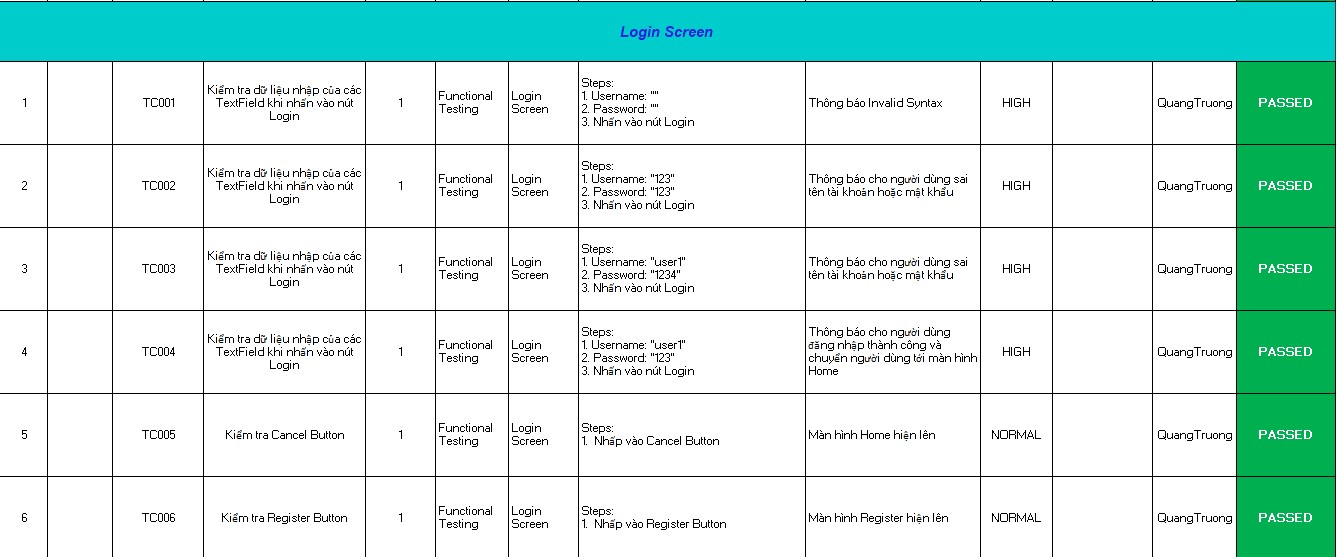 Login Screen
1
TC001
Kiểm tra dữ liệu nhập của các
TextField khi nhấn vào nút
Login
1
Functional
Testing
Login
Screen
Steps:
1. Username: ""
2. Password: ""
3. Nhấn vào nút Login
Thông báo Invalid Syntax
HIGH
QuangTruong
PASSED
2
TC002
Kiểm tra dữ liệu nhập của các
TextField khi nhấn vào nút
Login
1
Functional
Testing
Login
Screen
Steps:
1. Username: "123"
2. Password: "123"
3. Nhấn vào nút Login
Thông báo cho người dùng sai
tên tài khoản hoặc mật khẩu
HIGH
QuangTruong
PASSED
3
TC003
Kiểm tra dữ liệu nhập của các
TextField khi nhấn vào nút
Login
1
Functional
Testing
Login
Screen
Steps:
1. Username: "user1"
2. Password: "1234"
3. Nhấn vào nút Login
Thông báo cho người dùng sai
tên tài khoản hoặc mật khẩu
HIGH
QuangTruong
PASSED
4
TC004
Kiểm tra dữ liệu nhập của các
TextField khi nhấn vào nút
Login
1
Functional
Testing
Login
Screen
Steps:
1. Username: "user1"
2. Password: "123"
3. Nhấn vào nút Login
Thông báo cho người dùng
đăng nhập thành công và
chuyển người dùng tới màn hình
Home
HIGH
QuangTruong
PASSED
5
TC005
Kiểm tra Cancel Button
1
Functional
Testing
Login
Screen
Steps:
1. Nhấp vào Cancel Button
Màn hình Home hiện lên
NORMAL
QuangTruong
PASSED
6
TC006
Kiểm tra Register Button
1
Functional
Testing
Login
Screen
Steps:
1. Nhấp vào Register Button
Màn hình Register hiện lên
NORMAL
QuangTruong
PASSED